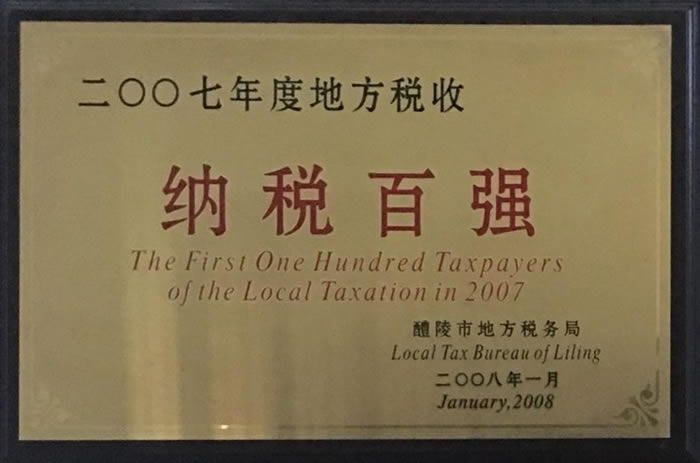 二〇〇七年度地方税收
纳税百强
The First One Hundred Taxpayers
of the Local Taxation in 2007
醴陵市地方税务局
Local Tax Bureau of Liling
二〇〇八年一月
January,2008